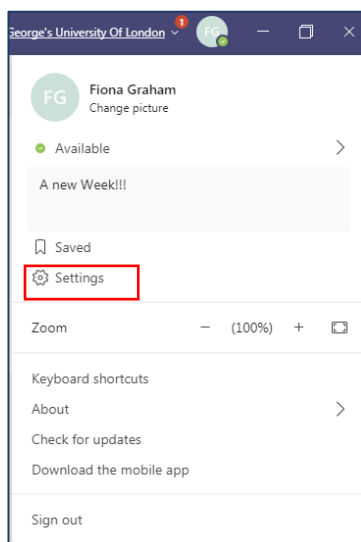 George's University Of London 1 FG
FG
Fiona Graham
Change picture
Available
A new Week!!!
Saved
Settings
Zoom − (100%) +
Keyboard shortcuts
About
Check for updates
Download the mobile app
Sign out